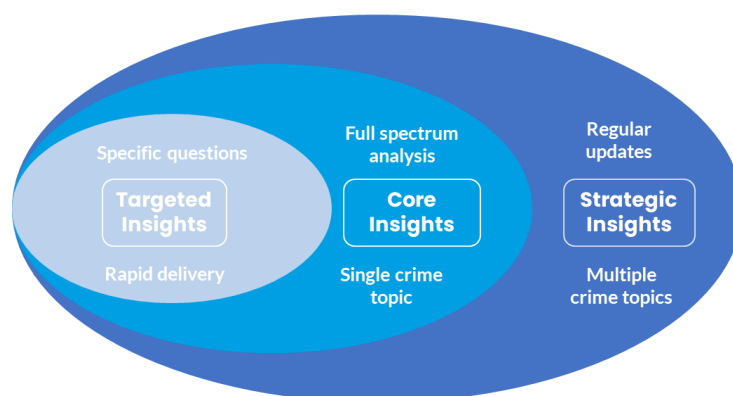 Specific questions
Targeted
Insights
Rapid delivery
Full spectrum
analysis
Core
Insights
Single crime
topic
Regular
updates
Strategic
Insights
Multiple
crime topics